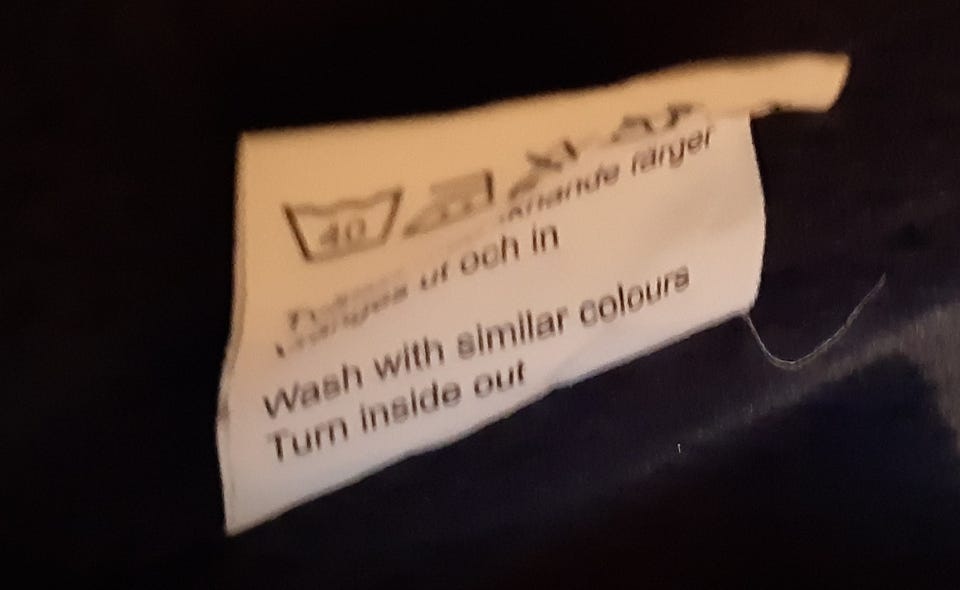 40
färger
ut och in
Wash with similar colours
Turn inside out